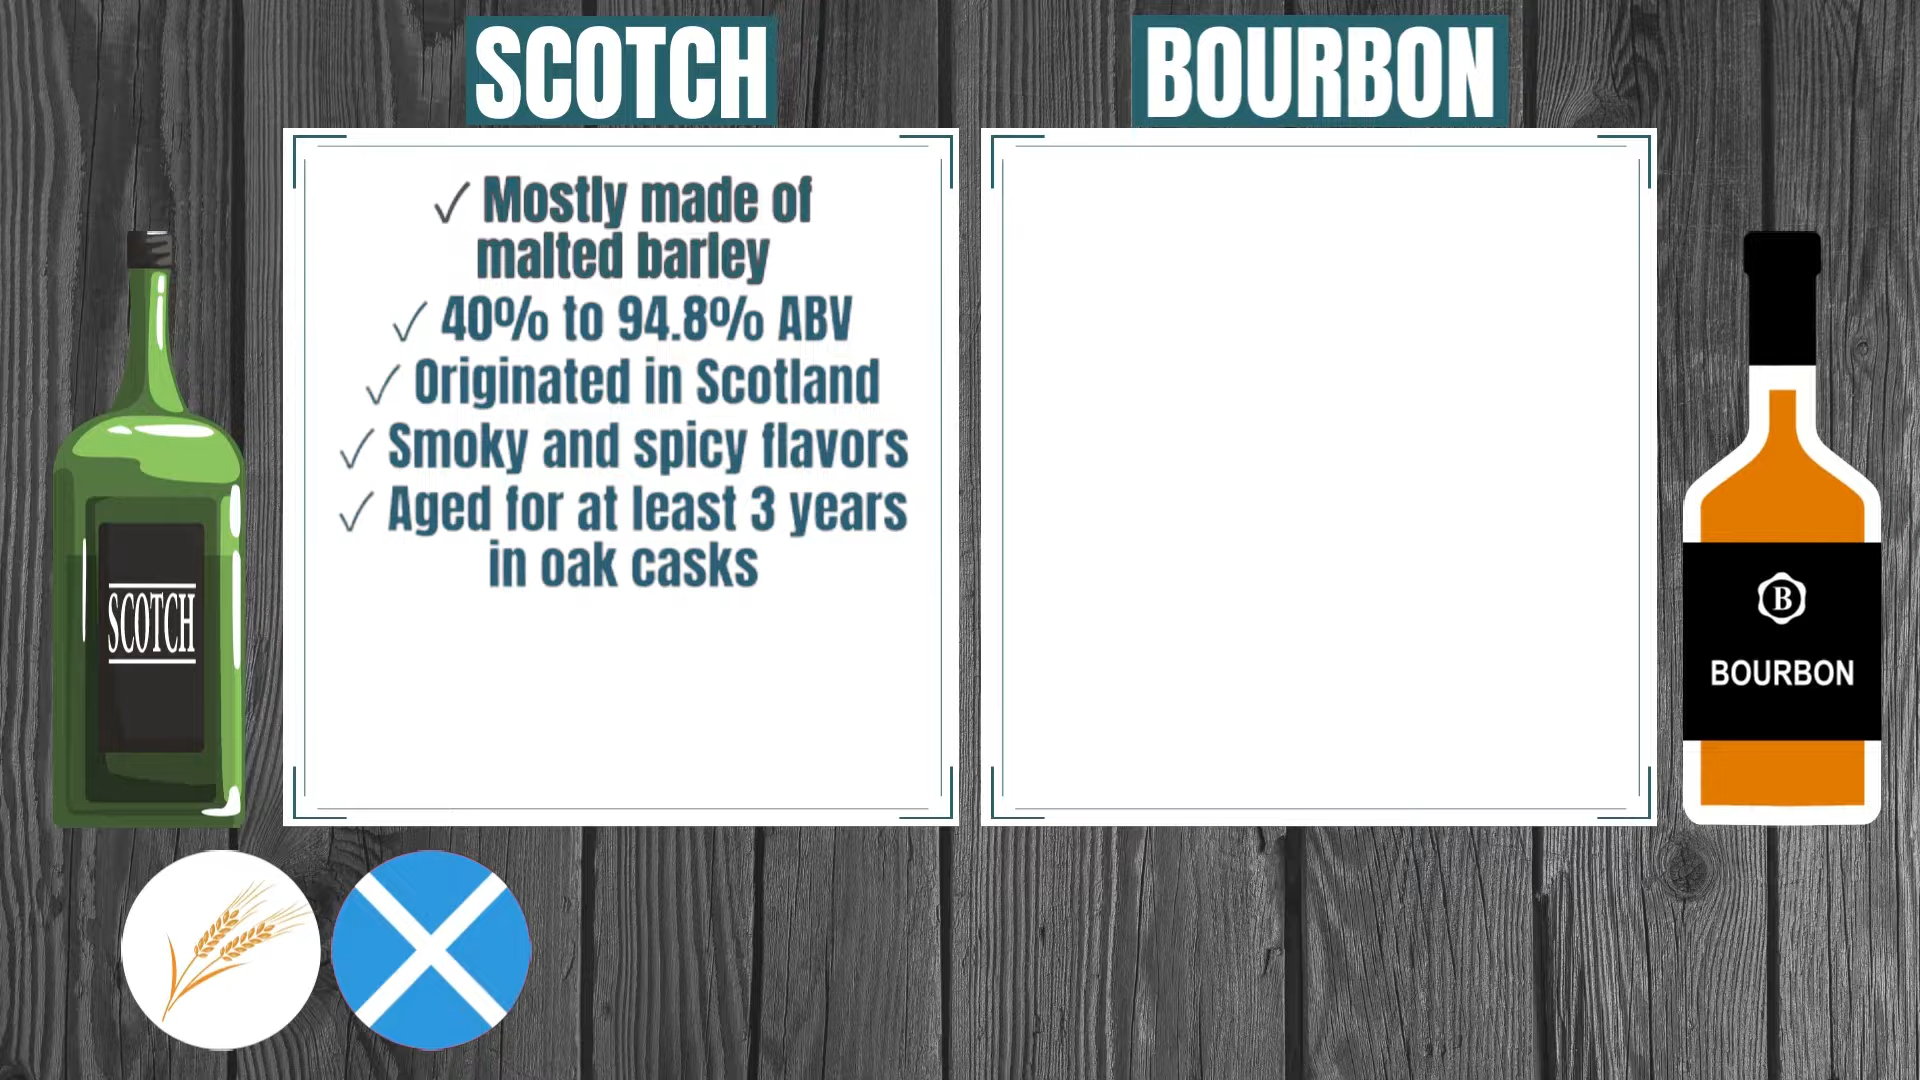 SCOTCH
BOURBON
✓ Mostly made of
malted barley
✓ 40% to 94.8% ABV
✓ Originated in Scotland
✓ Smoky and spicy flavors
✓ Aged for at least 3 years
in oak casks
SCOTCH
B
BOURBON